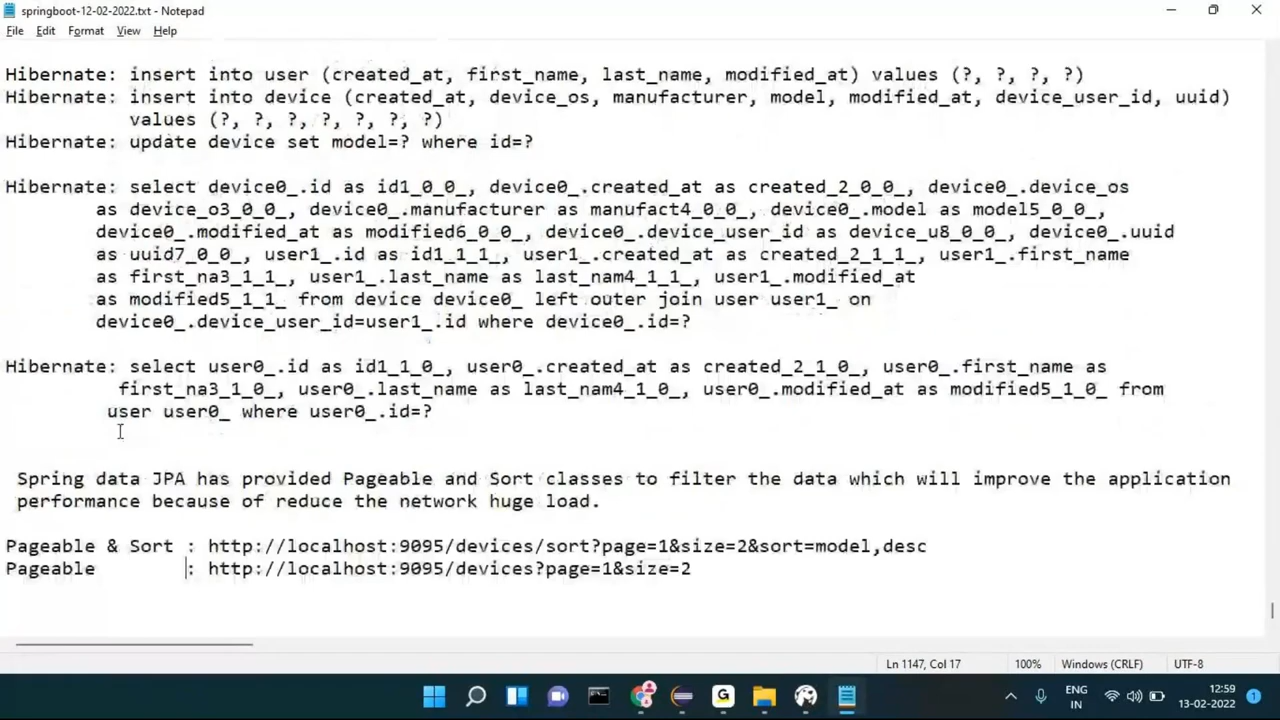 springboot-12-02-2022.txt - Notepad
File Edit Format View Help
Hibernate: insert into user (created_at, first_name, last_name, modified_at) values (?, ?, ?, ?)
Hibernate: insert into device (created_at, device_os, manufacturer, model, modified_at, device_user_id, uuid)
values (?, ?, ?, ?, ?, ?, ?)
Hibernate: update device set model=? where id=?
Hibernate: select device0_.id as id1_0_0_, device0_.created_at as created_2_0_0_, device0_.device_os
as device_o3_0_0_, device0_.manufacturer as manufact4_0_0_, device0_.model as model5_0_0_,
device0_.modified_at as modified6_0_0_, device0_.device_user_id as device_u8_0_0_, device0_.uuid
as uuid7_0_0_, user1_.id as id1_1_1_, user1_.created_at as created_2_1_1_, user1_.first_name
as first_na3_1_1_, user1_.last_name as last_nam4_1_1_, user1_.modified_at
as modified5_1_1_ from device device0_ left outer join user user1_ on
device0_.device_user_id=user1_.id where device0_.id=?
Hibernate: select user0_.id as id1_1_0_, user0_.created_at as created_2_1_0_, user0_.first_name as
first_na3_1_0_, user0_.last_name as last_nam4_1_0_, user0_.modified_at as modified5_1_0_ from
user user0_ where user0_.id=?
Spring data JPA has provided Pageable and Sort classes to filter the data which will improve the application
performance because of reduce the network huge load.
Pageable & Sort : http://localhost:9095/devices/sort?page=1&size=2&sort=model,desc
Pageable : http://localhost:9095/devices?page=1&size=2
Ln 1147, Col 17 100% Windows (CRLF) UTF-8
ENG 12:59
IN 13-02-2022